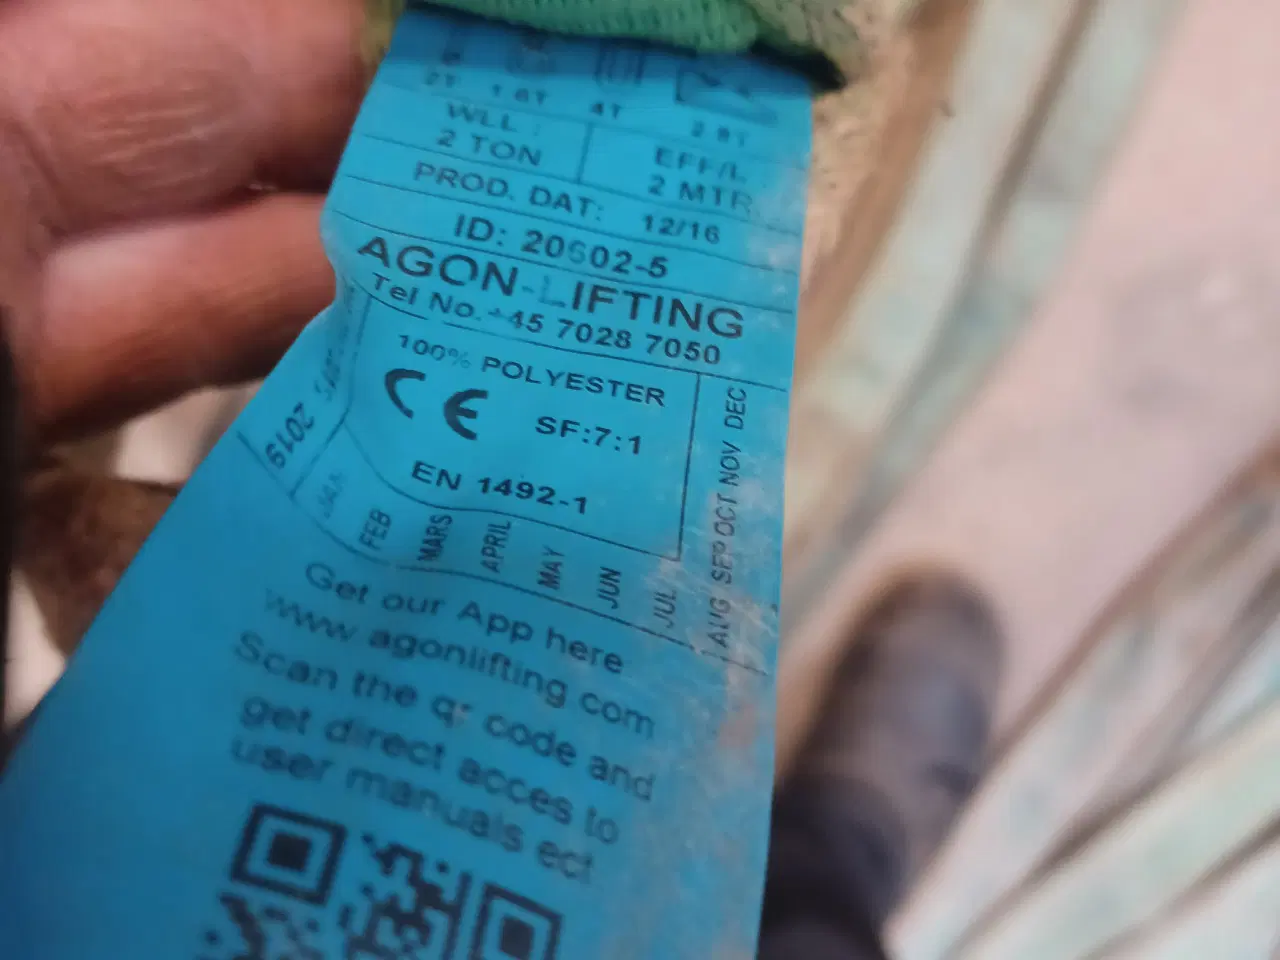 2T 1.6T 4T 2.8T
WLL :
2 TON
EFF/L
2 MTR.
PROD. DAT: 12/16
ID: 20602-5
AGON-LIFTING
Tel No.+45 7028 7050
100% POLYESTER
CE SF:7:1
EN 1492-1
2019
JAN FEB MARS APRIL MAY JUN JUL AUG SEP OCT NOV DEC
Get our App here
www agonlifting com
Scan the qr code and
get direct acces to
user manuals ect